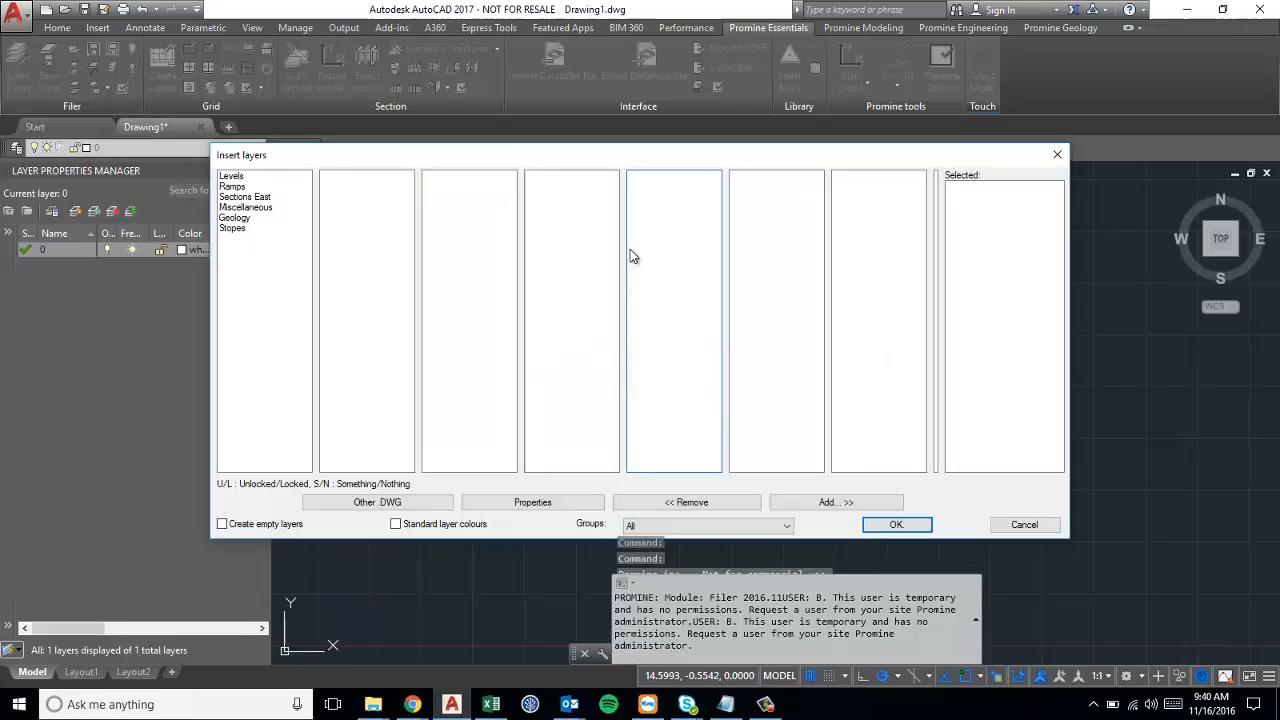 Autodesk AutoCAD 2017 - NOT FOR RESALE Drawing1.dwg
Type a keyword or phrase
Sign In
Home Insert Annotate Parametric View Manage Output Add-ins A360 Express Tools Featured Apps BIM 360 Performance Promine Essentials Promine Modeling Promine Engineering Promine Geology
Filer Grid Section Interface Library Promine tools Touch
Start Drawing1*
0
LAYER PROPERTIES MANAGER
Current layer: 0
Search fo
S... Name O... Fre... L... Color
0 wh...
Insert layers
Levels
Ramps
Sections East
Miscellaneous
Geology
Stopes
Selected:
U/L : Unlocked/Locked, S/N : Something/Nothing
Other .DWG Properties << Remove Add... >>
Create empty layers Standard layer colours Groups: All OK. Cancel
N
W TOP E
S
WCS
Command:
Command:
PROMINE: Module: Filer 2016.11USER: B. This user is temporary
and has no permissions. Request a user from your site Promine
administrator.USER: B. This user is temporary and has no
permissions. Request a user from your site Promine
administrator.
Y
X
All: 1 layers displayed of 1 total layers
Model Layout1 Layout2 +
14.5993, -0.5542, 0.0000 MODEL 1:1
Ask me anything
9:40 AM
11/16/2016